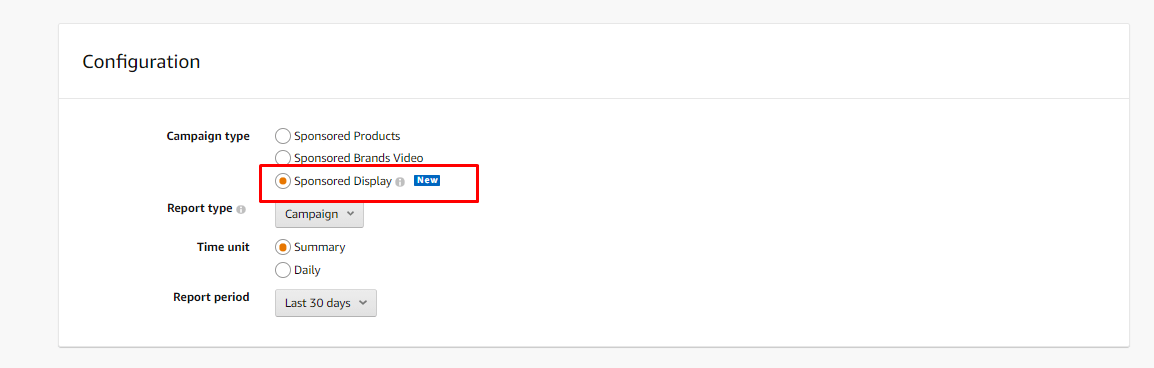 Configuration
Campaign type
Sponsored Products
Sponsored Brands Video
Sponsored Display New
Report type Campaign
Time unit
Summary
Daily
Report period Last 30 days